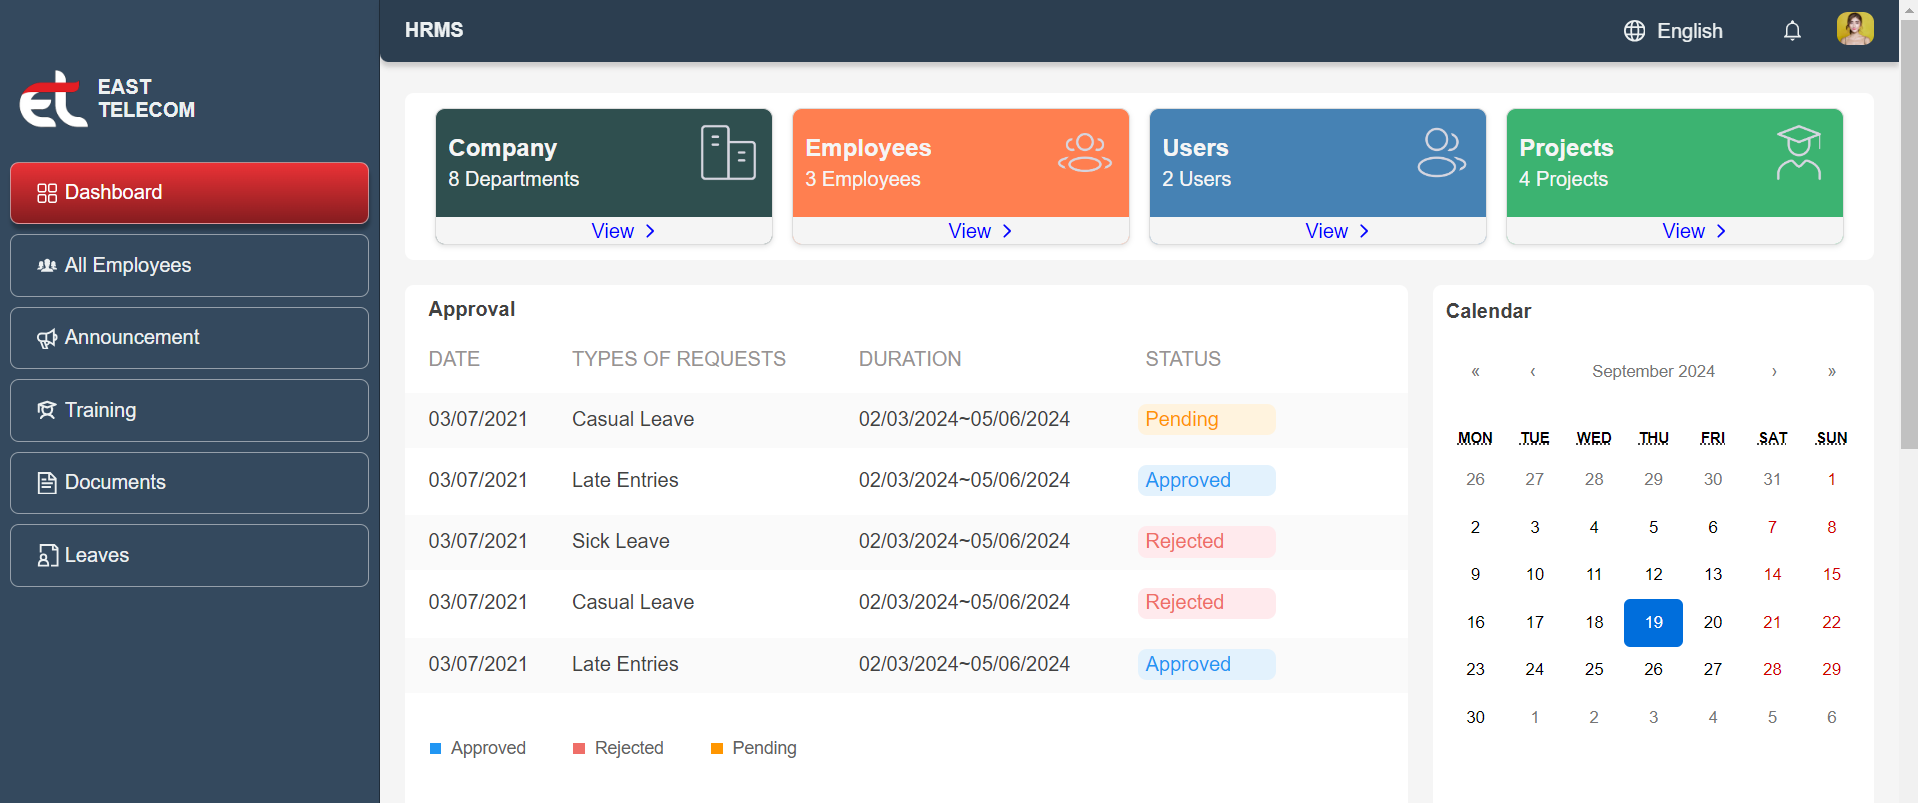 HRMS
English
EAST
TELECOM
Dashboard
All Employees
Announcement
Training
Documents
Leaves
Company
8 Departments
View
Employees
3 Employees
View
Users
2 Users
View
Projects
4 Projects
View
Approval
DATE TYPES OF REQUESTS DURATION STATUS
03/07/2021 Casual Leave 02/03/2024~05/06/2024 Pending
03/07/2021 Late Entries 02/03/2024~05/06/2024 Approved
03/07/2021 Sick Leave 02/03/2024~05/06/2024 Rejected
03/07/2021 Casual Leave 02/03/2024~05/06/2024 Rejected
03/07/2021 Late Entries 02/03/2024~05/06/2024 Approved
Approved Rejected Pending
Calendar
« ‹ September 2024 › »
MON TUE WED THU FRI SAT SUN
26 27 28 29 30 31 1
2 3 4 5 6 7 8
9 10 11 12 13 14 15
16 17 18 19 20 21 22
23 24 25 26 27 28 29
30 1 2 3 4 5 6